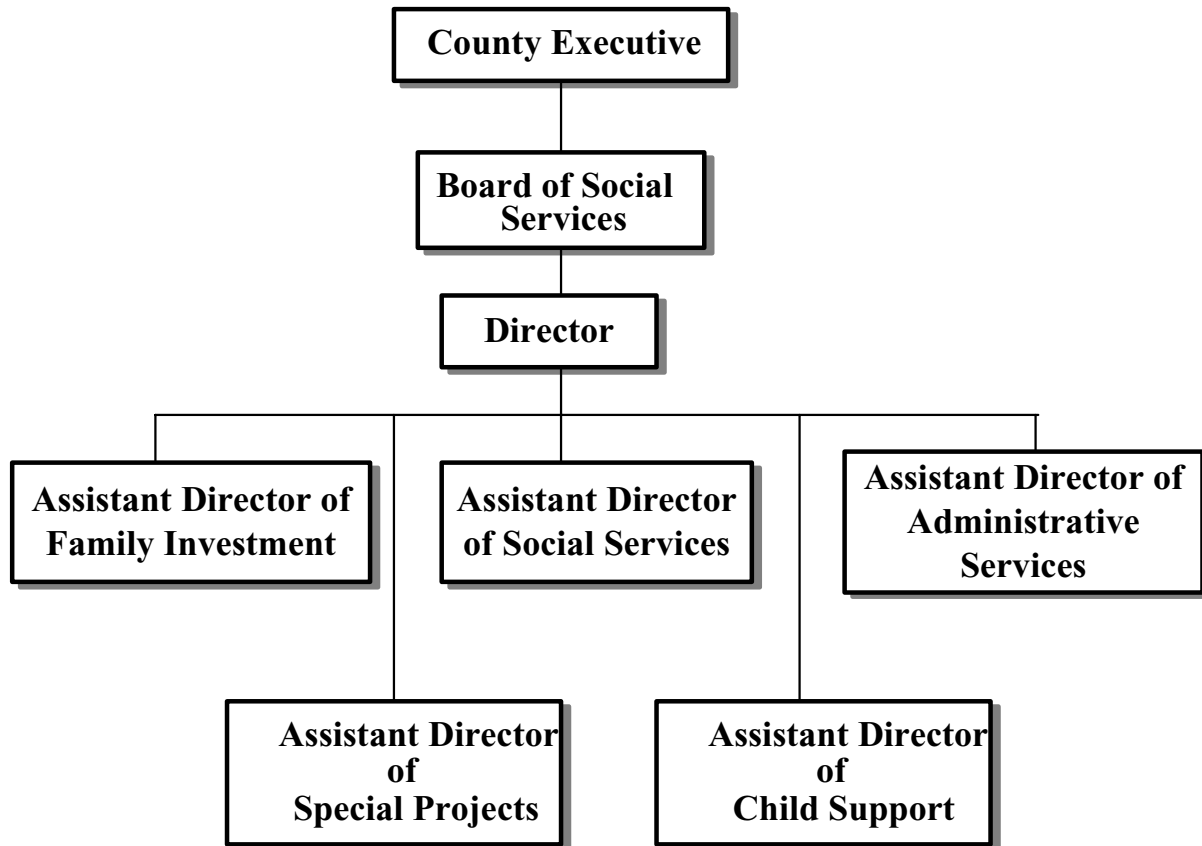 County Executive
Board of Social
Services
Director
Assistant Director of
Family Investment
Assistant Director
of Social Services
Assistant Director of
Administrative
Services
Assistant Director
of
Special Projects
Assistant Director
of
Child Support